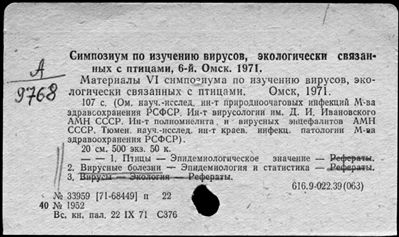 Симпозиум по изучению вирусов, экологически связан-
ных с птицами, 6-й. Омск. 1971.
А
9768
Материалы VI симпозиума по изучению вирусов, эко-
логически связанных с птицами. Омск, 1971.
107 с. (Ом. науч.-исслед. ин-т природноочаговых инфекций М-ва
здравоохранения РСФСР. Ин-т вирусологии им. Д. И. Ивановского
АМН СССР. Ин-т полиомиелита и вирусных энцефалитов АМН
СССР. Тюмен. науч.-исслед. ин-т краев. инфекц. патологии М-ва
здравоохранения РСФСР).
20 см. 500 экз. 50 к.
— — 1. Птицы — Эпидемиологическое значение — Рефераты.
2. Вирусные болезни — Эпидемиология и статистика — Рефераты.
3. Вирусы — Экология — Рефераты.
616.9-022.39(063)
№ 33959 [71-68449] п 22
40 № 1952
Вс. кн. пал. 22 IX 71 С376